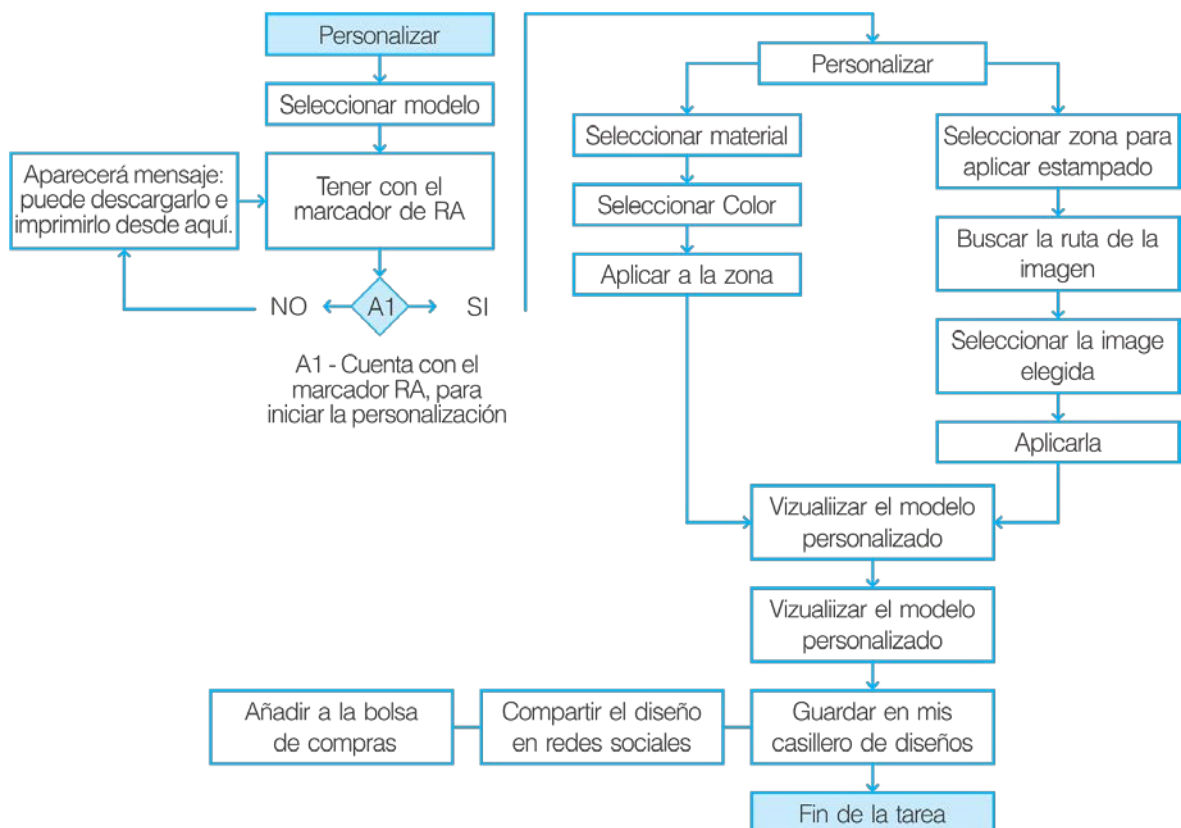 Personalizar
Seleccionar modelo
Aparecerá mensaje:
puede descargarlo e
imprimirlo desde aquí.
Tener con el
marcador de RA
NO
A1
SI
A1 - Cuenta con el
marcador RA, para
iniciar la personalización
Personalizar
Seleccionar material
Seleccionar Color
Aplicar a la zona
Seleccionar zona para
aplicar estampado
Buscar la ruta de la
imagen
Seleccionar la image
elegida
Aplicarla
Vizualiizar el modelo
personalizado
Vizualiizar el modelo
personalizado
Añadir a la bolsa
de compras
Compartir el diseño
en redes sociales
Guardar en mis
casillero de diseños
Fin de la tarea